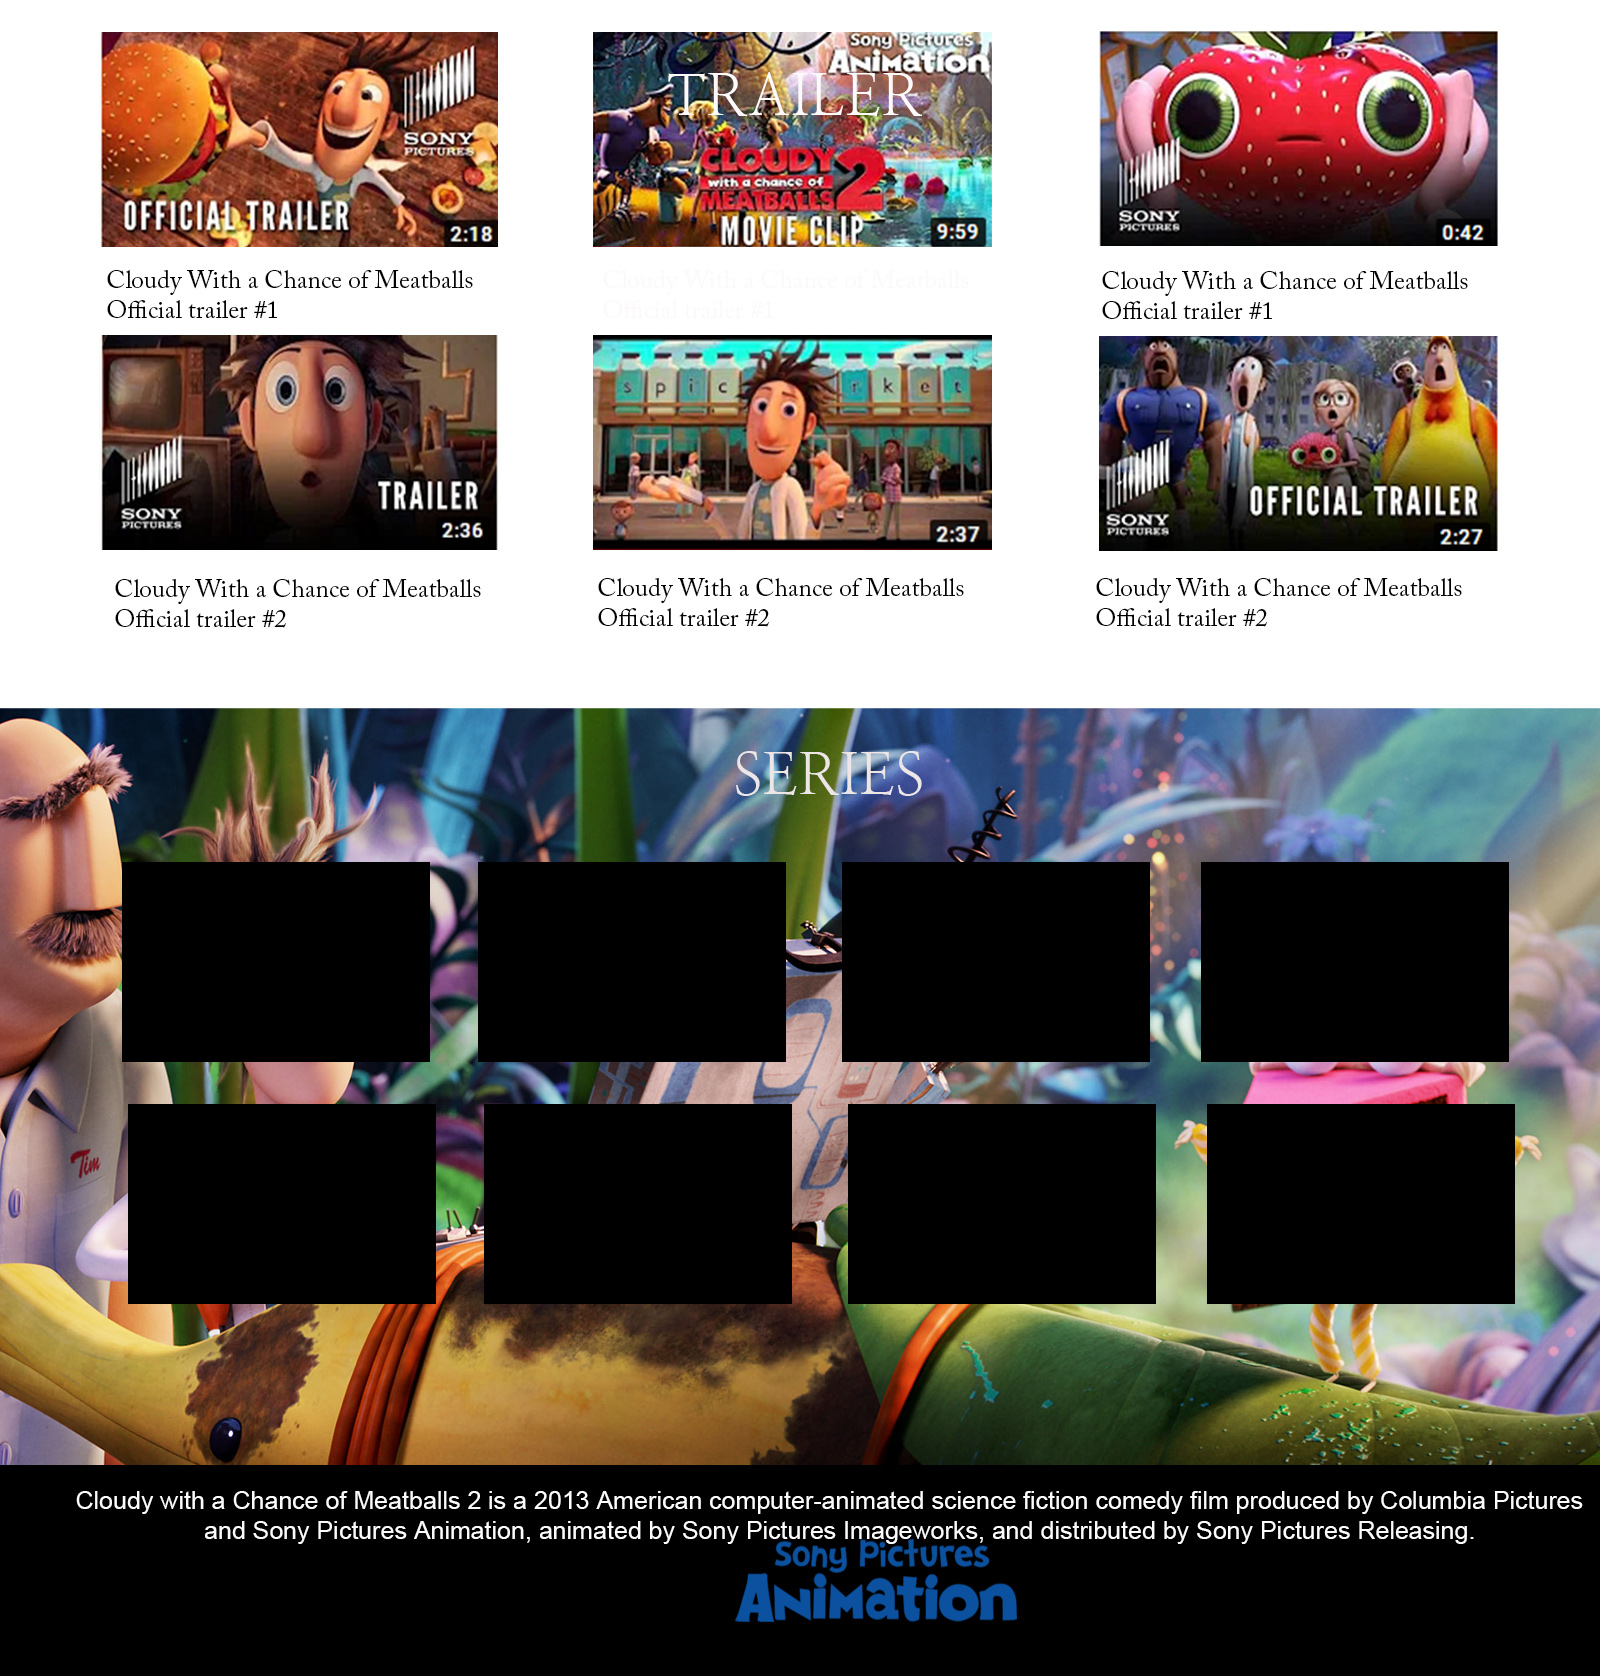 SONY
PICTURES
OFFICIAL TRAILER
2:18
Sony Pictures
Animation
TRAILER
CLOUDY
with a chance of
MEATBALLS 2
MOVIE CLIP
9:59
SONY
PICTURES
0:42
Cloudy With a Chance of Meatballs
Official trailer #1
Cloudy With a Chance of Meatballs
Official trailer #1
Cloudy With a Chance of Meatballs
Official trailer #1
SONY
PICTURES
TRAILER
2:36
spic rket
2:37
SONY
PICTURES
OFFICIAL TRAILER
2:27
Cloudy With a Chance of Meatballs
Official trailer #2
Cloudy With a Chance of Meatballs
Official trailer #2
Cloudy With a Chance of Meatballs
Official trailer #2
SERIES
Tim
Cloudy with a Chance of Meatballs 2 is a 2013 American computer-animated science fiction comedy film produced by Columbia Pictures
and Sony Pictures Animation, animated by Sony Pictures Imageworks, and distributed by Sony Pictures Releasing.
Sony Pictures
Animation